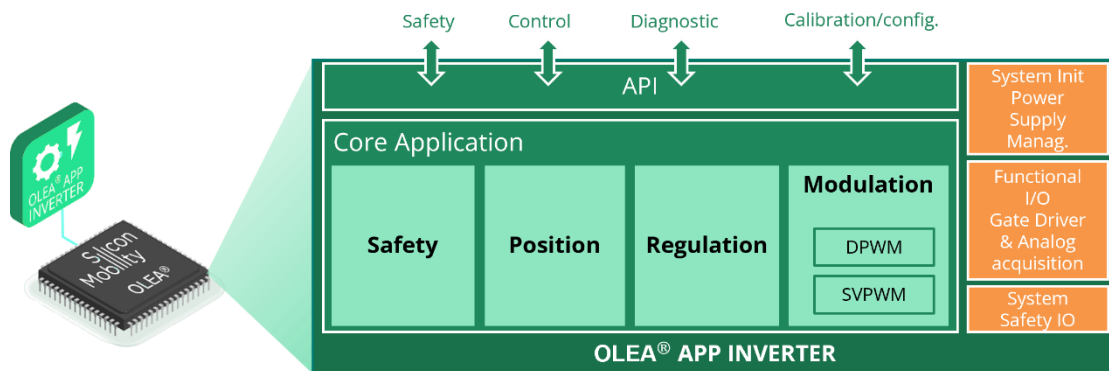 Safety
Control
Diagnostic
Calibration/config.
API
System Init
Power
Supply
Manag.
Core Application
OLEA® APP
INVERTER
Safety
Position
Regulation
Modulation
DPWM
SVPWM
Functional
I/O
Gate Driver
& Analog
acquisition
Silicon
Mobility
OLEA®
System
Safety IO
OLEA® APP INVERTER